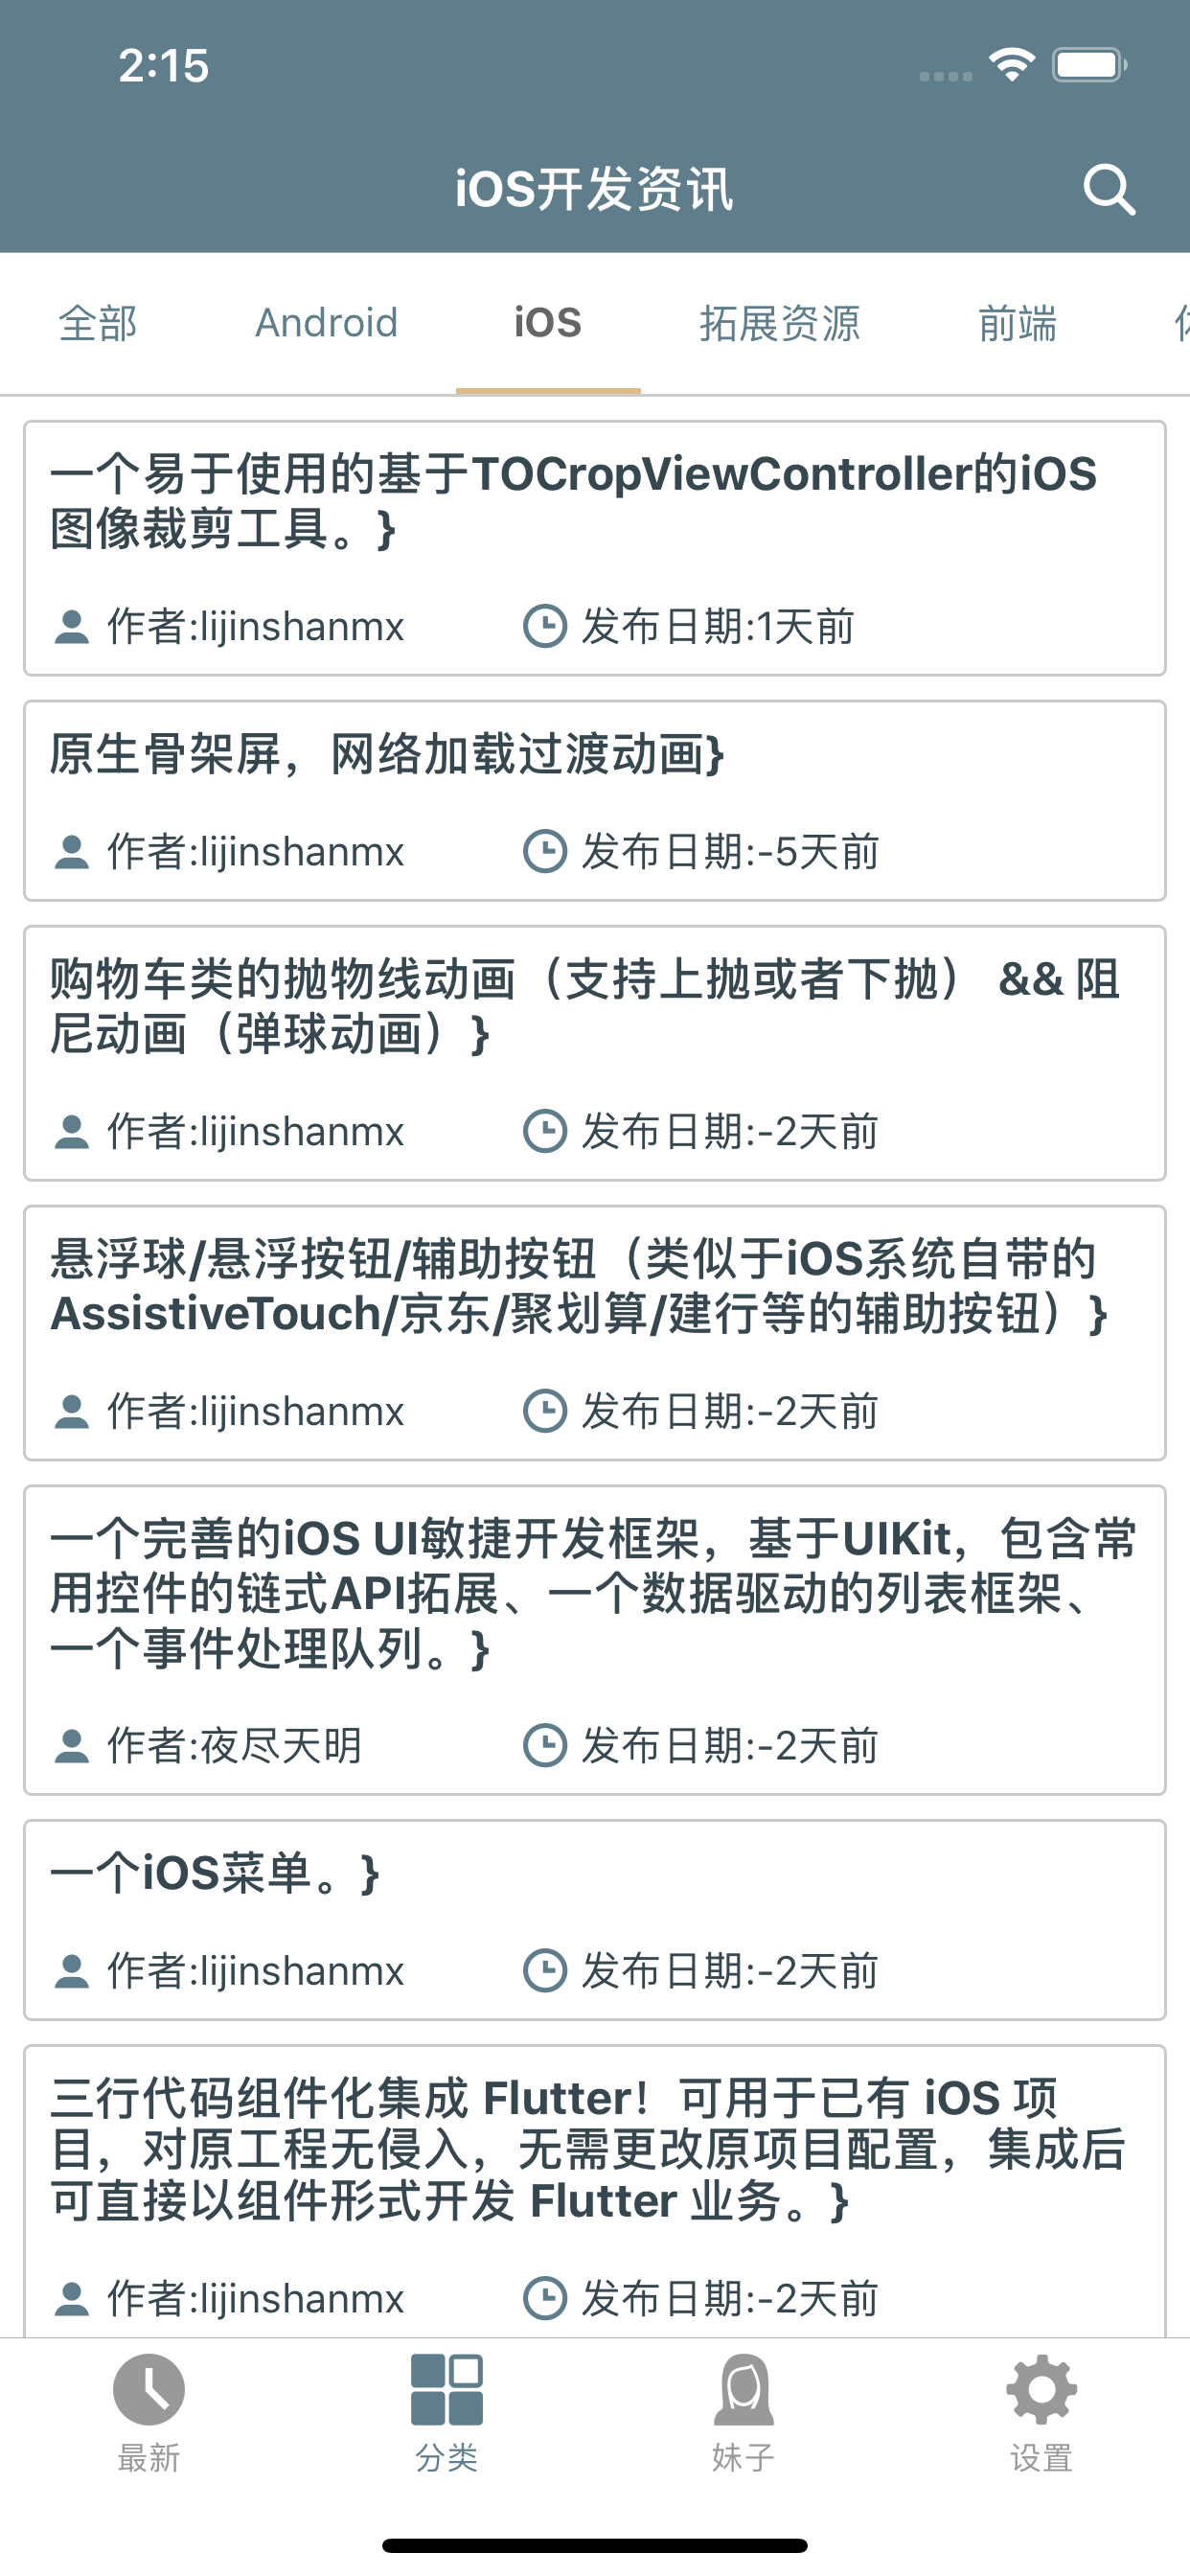 2:15
iOS开发资讯
全部 Android iOS 拓展资源 前端
一个易于使用的基于TOCropViewController的iOS
图像裁剪工具。}
作者:lijinshanmx 发布日期:1天前
原生骨架屏，网络加载过渡动画}
作者:lijinshanmx 发布日期:-5天前
购物车类的抛物线动画（支持上抛或者下抛） && 阻
尼动画（弹球动画）}
作者:lijinshanmx 发布日期:-2天前
悬浮球/悬浮按钮/辅助按钮（类似于iOS系统自带的
AssistiveTouch/京东/聚划算/建行等的辅助按钮）}
作者:lijinshanmx 发布日期:-2天前
一个完善的iOS UI敏捷开发框架，基于UIKit，包含常
用控件的链式API拓展、一个数据驱动的列表框架、
一个事件处理队列。}
作者:夜尽天明 发布日期:-2天前
一个iOS菜单。}
作者:lijinshanmx 发布日期:-2天前
三行代码组件化集成 Flutter！可用于已有 iOS 项
目，对原工程无侵入，无需更改原项目配置，集成后
可直接以组件形式开发 Flutter 业务。}
作者:lijinshanmx 发布日期:-2天前
最新 分类 妹子 设置